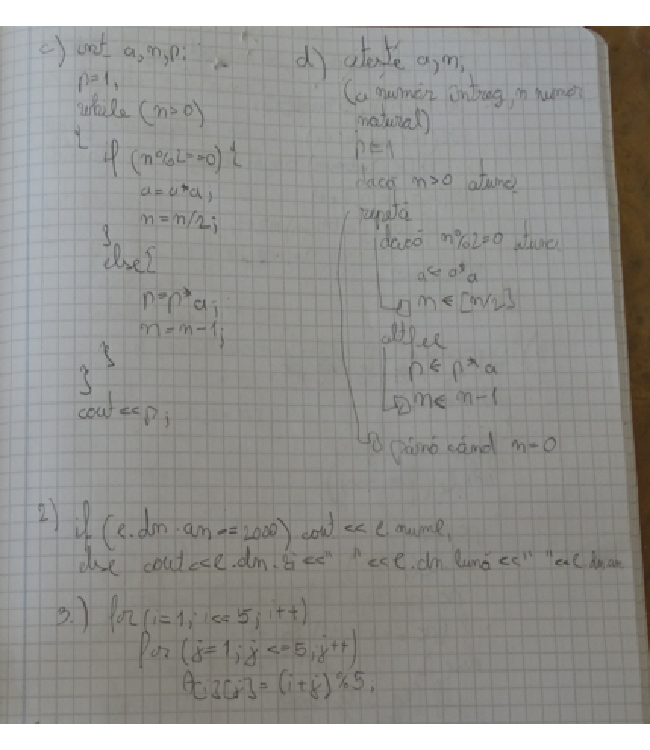 c) int a,n,p;
p=1,
while (n>0)
{
if (n%2==0) {
a=a*a;
n=n/2;
}
else{
p=p*a;
n=n-1;
}
}
cout<<p;
d) citește a,n,
(a număr întreg, n număr
natural)
p←1
dacă n>0 atunci
repetă
dacă n%2=0 atunci
a← a*a
n ← [n/2]
altfel
p← p*a
n← n-1
până când n=0
2) if (e.dn.an==2000) cout << e.nume,
else cout<<e.dn.zi<<" "<<e.dn.lună<<" "<<e.dn.an
3.) for(i=1; i<=5; i++)
for(j=1;j<=5,j++)
A[i][j]=(i+j)%5,